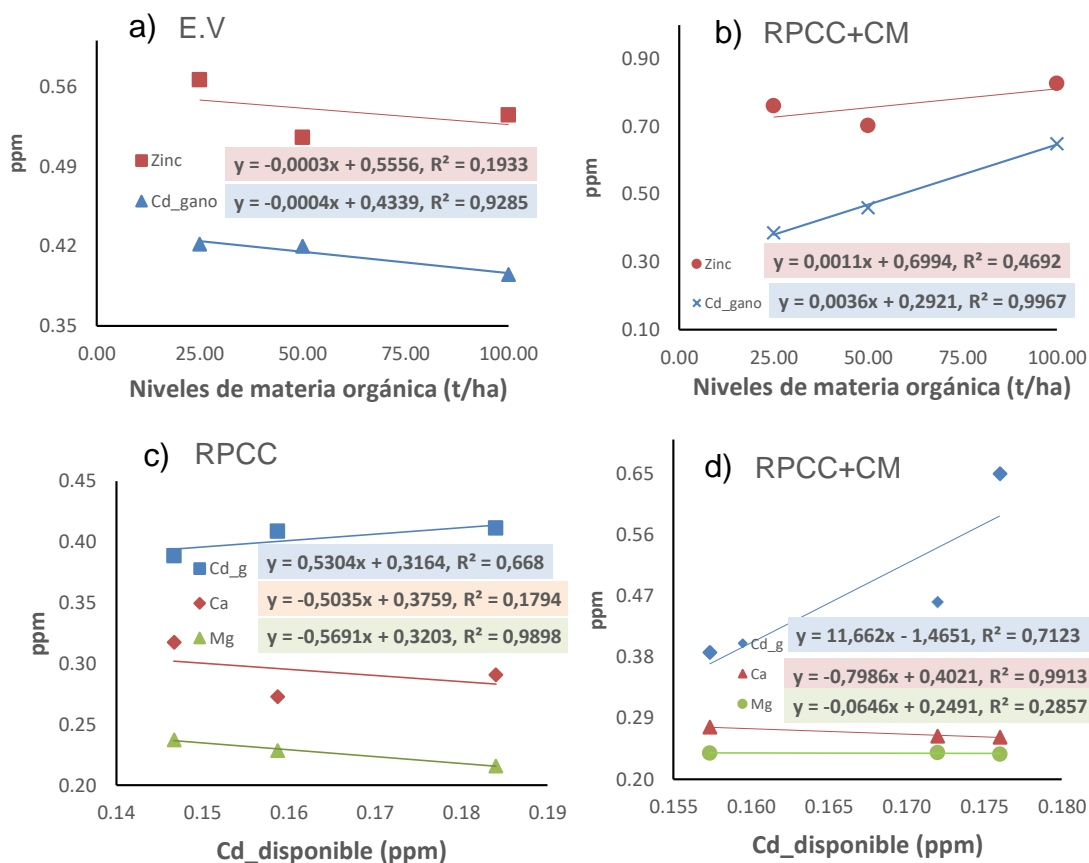 a) E.V
0.56
0.49
0.42
0.35
ppm
Zinc
y = -0,0003x + 0,5556, R² = 0,1933
Cd_gano
y = -0,0004x + 0,4339, R² = 0,9285
0.00 25.00 50.00 75.00 100.00
Niveles de materia orgánica (t/ha)
b) RPCC+CM
0.90
0.70
0.50
0.30
0.10
ppm
Zinc
y = 0,0011x + 0,6994, R² = 0,4692
Cd_gano
y = 0,0036x + 0,2921, R² = 0,9967
0.00 25.00 50.00 75.00 100.00
Niveles de materia orgánica (t/ha)
c) RPCC
0.45
0.40
0.35
0.30
0.25
0.20
ppm
Cd_g
y = 0,5304x + 0,3164, R² = 0,668
Ca
y = -0,5035x + 0,3759, R² = 0,1794
Mg
y = -0,5691x + 0,3203, R² = 0,9898
0.14 0.15 0.16 0.17 0.18 0.19
Cd_disponible (ppm)
d) RPCC+CM
0.65
0.56
0.47
0.38
0.29
0.20
ppm
Cd_g
y = 11,662x - 1,4651, R² = 0,7123
Ca
y = -0,7986x + 0,4021, R² = 0,9913
Mg
y = -0,0646x + 0,2491, R² = 0,2857
0.155 0.160 0.165 0.170 0.175 0.180
Cd_disponible (ppm)